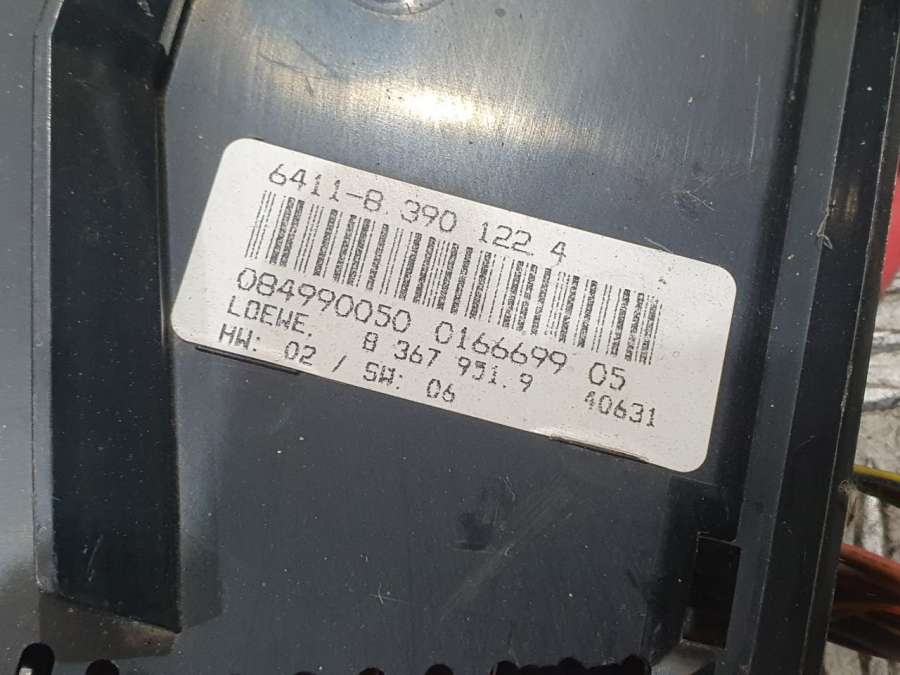 6411-8 390 122 4
084990050 0166699 05
LOEWE. 8 367 951.9 40631
HW: 02 / SW: 06